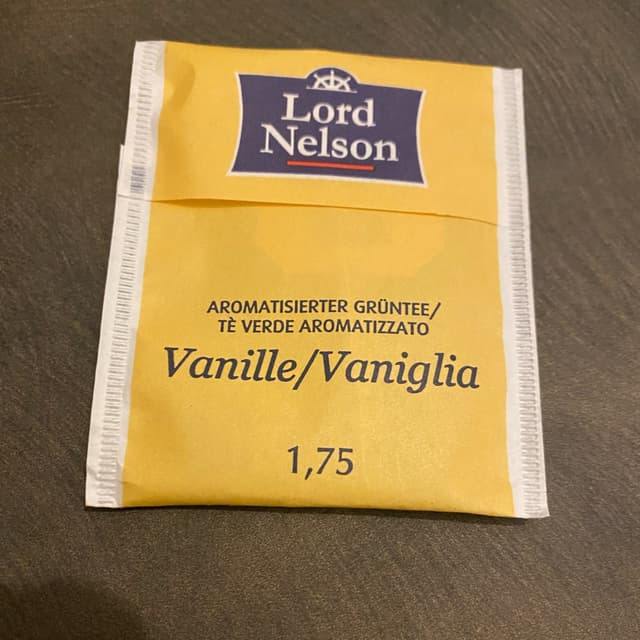 Lord
Nelson
AROMATISIERTER GRÜNTEE/
TÈ VERDE AROMATIZZATO
Vanille/Vaniglia
1,75